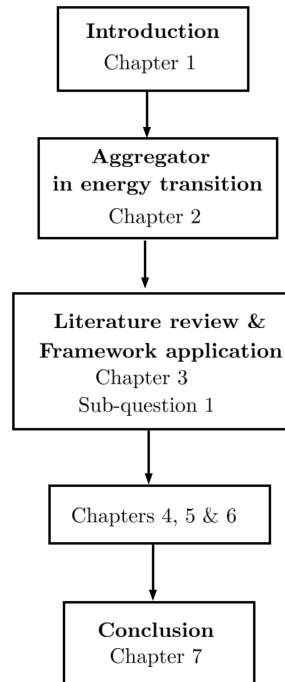 Introduction
Chapter 1
Aggregator
in energy transition
Chapter 2
Literature review &
Framework application
Chapter 3
Sub-question 1
Chapters 4, 5 & 6
Conclusion
Chapter 7